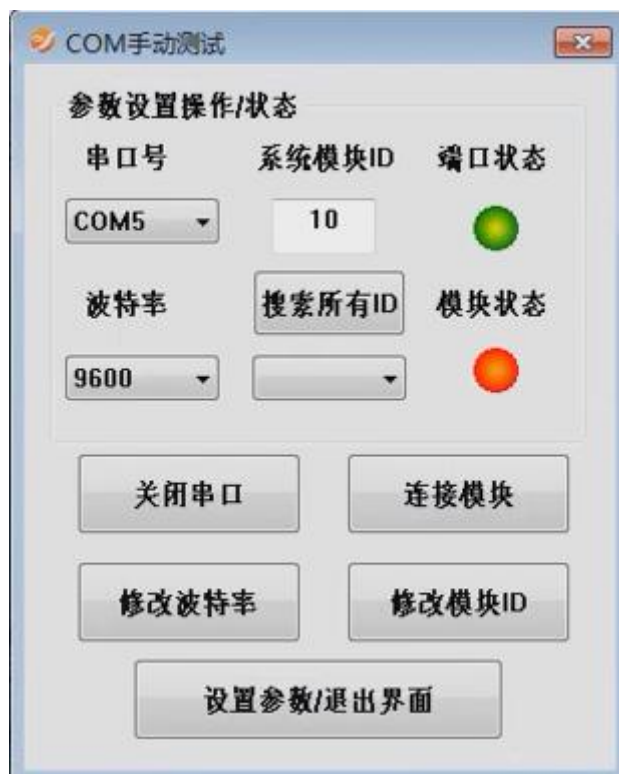 COM手动测试
参数设置操作/状态
串口号 系统模块ID 端口状态
COM5 10
波特率 搜索所有ID 模块状态
9600
关闭串口 连接模块
修改波特率 修改模块ID
设置参数/退出界面